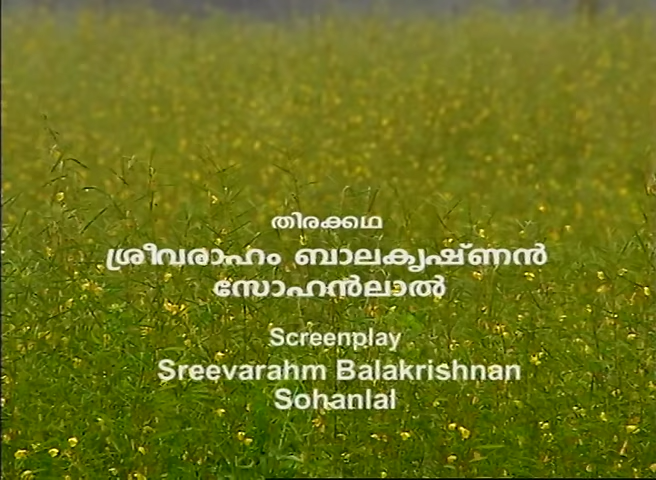 തിരക്കഥ
ശ്രീവരാഹം ബാലകൃഷ്ണൻ
സോഹൻലാൽ
Screenplay
Sreevarahm Balakrishnan
Sohanlal